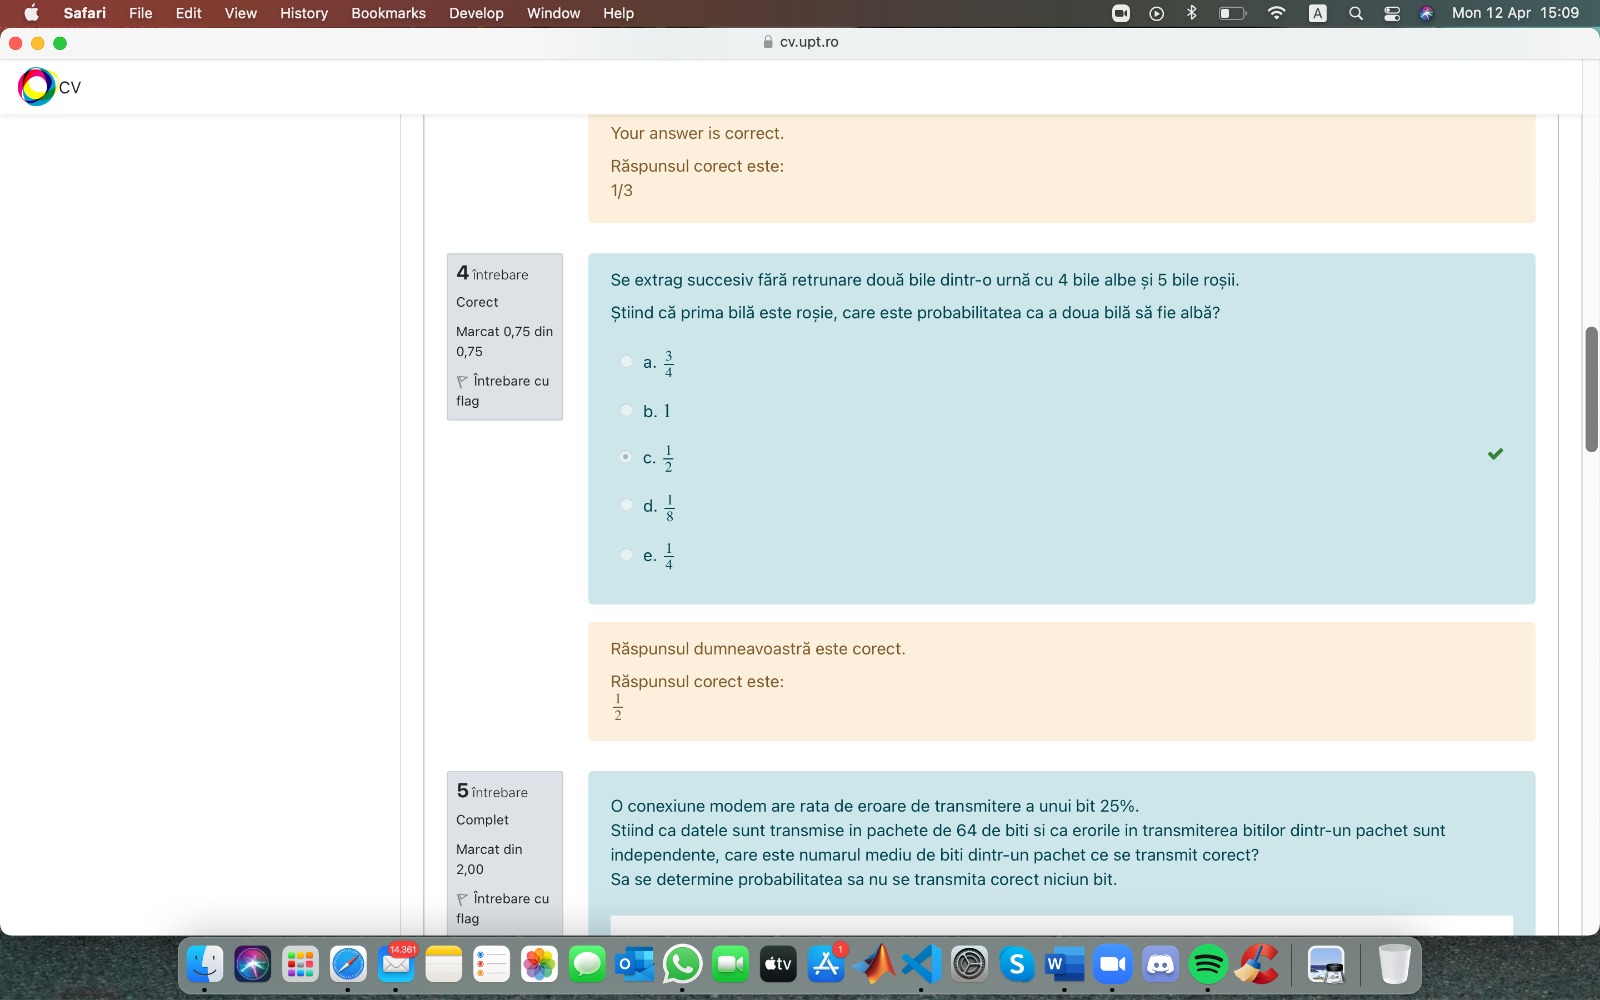 Safari File Edit View History Bookmarks Develop Window Help A Mon 12 Apr 15:09
cv.upt.ro
CV
Your answer is correct.
Răspunsul corect este:
1/3
4 întrebare
Corect
Marcat 0,75 din
0,75
Întrebare cu
flag
Se extrag succesiv fără retrunare două bile dintr-o urnă cu 4 bile albe și 5 bile roșii.
Știind că prima bilă este roșie, care este probabilitatea ca a doua bilă să fie albă?
a. 3/4
b. 1
c. 1/2
d. 1/8
e. 1/4
Răspunsul dumneavoastră este corect.
Răspunsul corect este:
1/2
5 întrebare
Complet
Marcat din
2,00
Întrebare cu
flag
O conexiune modem are rata de eroare de transmitere a unui bit 25%.
Stiind ca datele sunt transmise in pachete de 64 de biti si ca erorile in transmiterea bitilor dintr-un pachet sunt
independente, care este numarul mediu de biti dintr-un pachet ce se transmit corect?
Sa se determine probabilitatea sa nu se transmita corect niciun bit.
14.361
tv
1